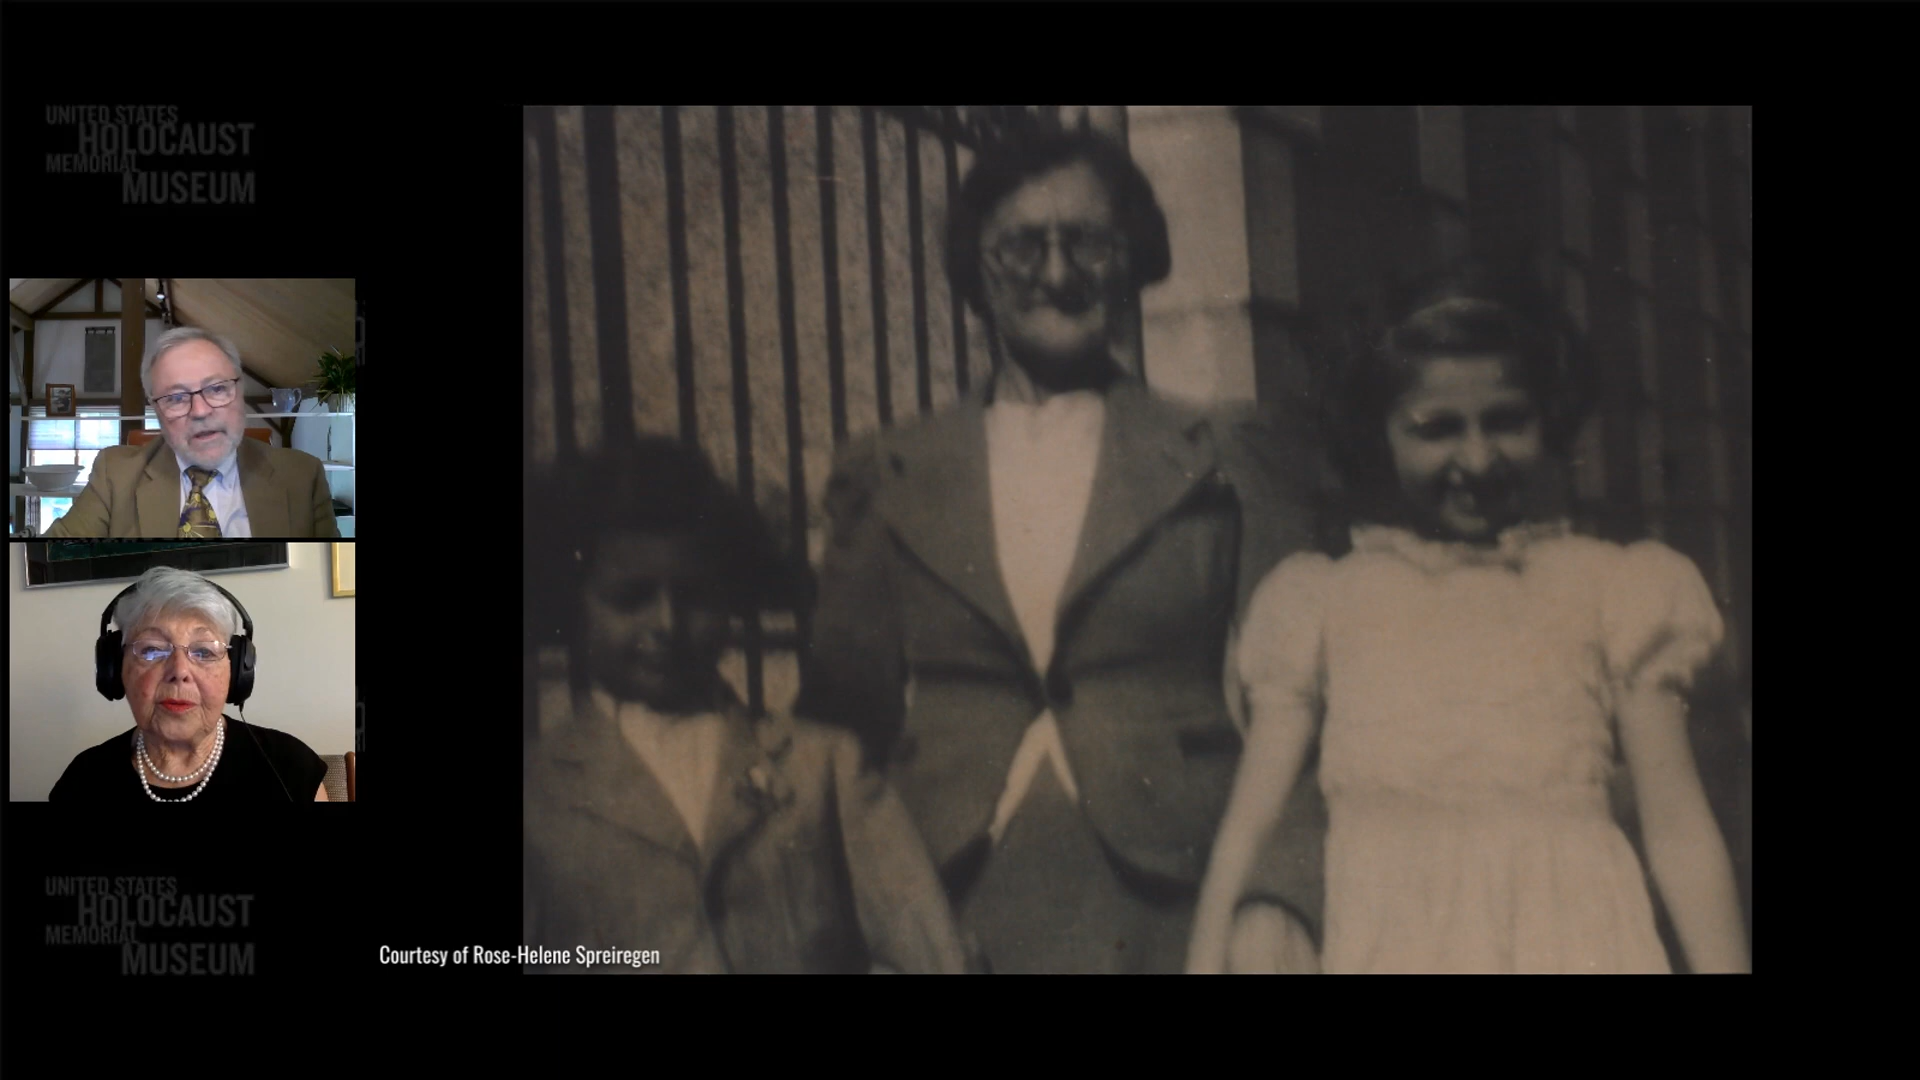 UNITED STATES
HOLOCAUST
MEMORIAL
MUSEUM
UNITED STATES
HOLOCAUST
MEMORIAL
MUSEUM
Courtesy of Rose-Helene Spreiregen